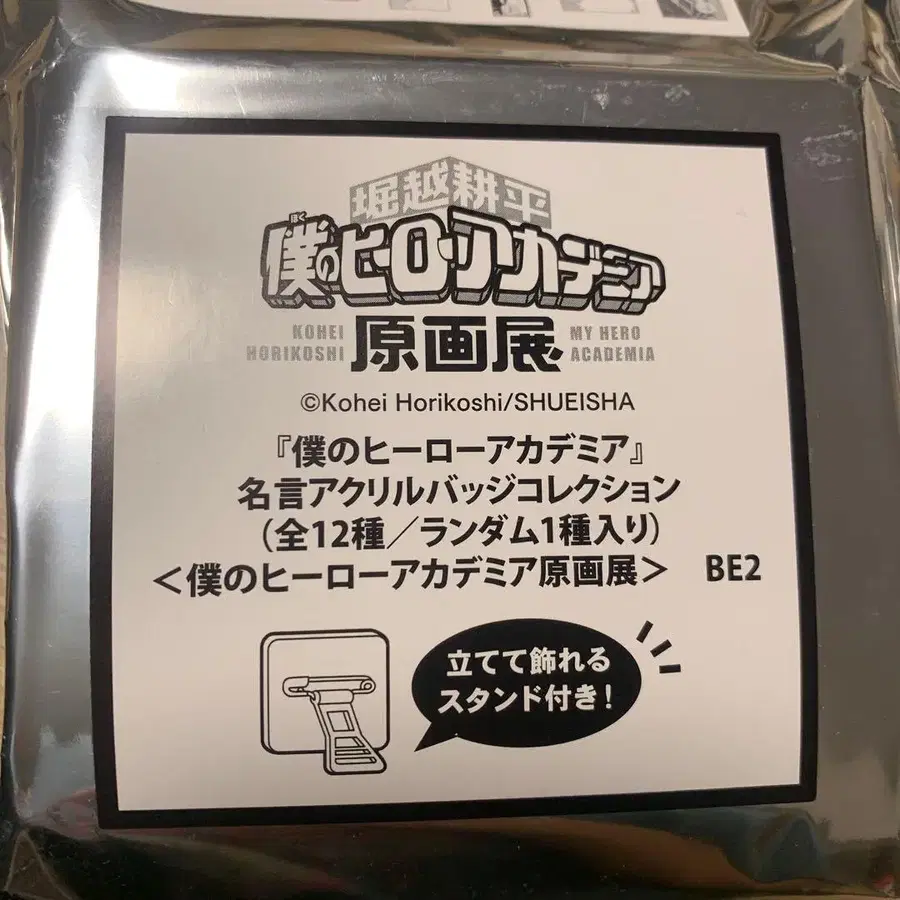 堀越耕平
ぼく
僕のヒーローアカデミア
KOHEI HORIKOSHI
原画展
MY HERO ACADEMIA
©Kohei Horikoshi/SHUEISHA
『僕のヒーローアカデミア』
名言アクリルバッジコレクション
(全12種／ランダム1種入り)
＜僕のヒーローアカデミア原画展＞ BE2
立てて飾れる
スタンド付き!